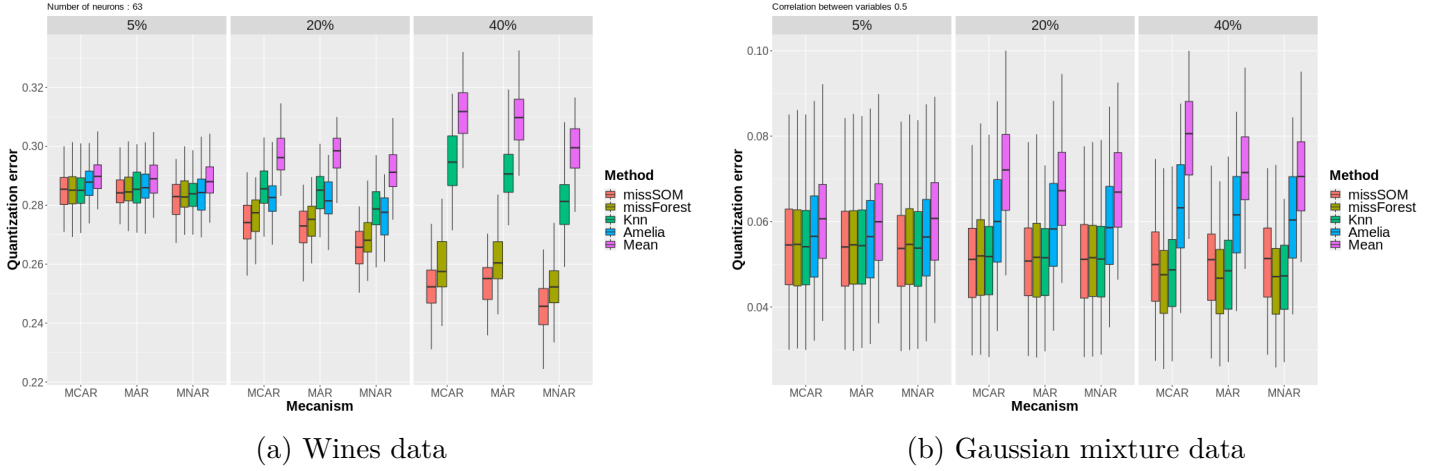 Number of neurons : 63
5%
20%
40%
Quantization error
0.32
0.30
0.28
0.26
0.24
0.22
MCAR
MAR
MNAR
MCAR
MAR
MNAR
MCAR
MAR
MNAR
Mecanism
Method
missSOM
missForest
Knn
Amelia
Mean
(a) Wines data
Correlation between variables 0.5
5%
20%
40%
Quantization error
0.10
0.08
0.06
0.04
MCAR
MAR
MNAR
MCAR
MAR
MNAR
MCAR
MAR
MNAR
Mecanism
Method
missSOM
missForest
Knn
Amelia
Mean
(b) Gaussian mixture data